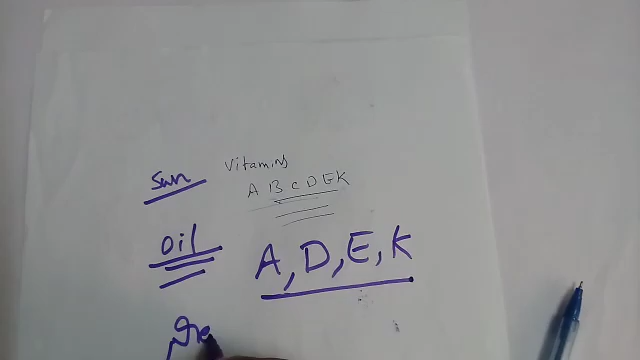 Vitamins
Sun
A B C D E K
Oil
A, D, E, K